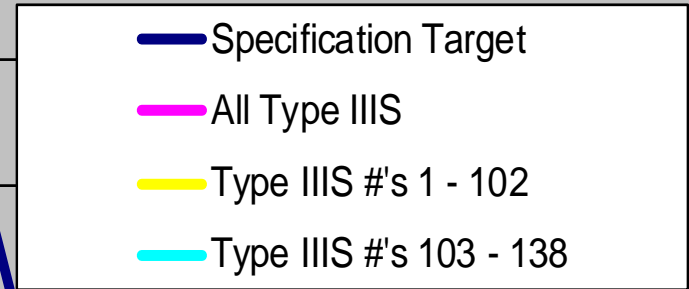 Specification Target
All Type IIIS
Type IIIS #'s 1 - 102
Type IIIS #'s 103 - 138